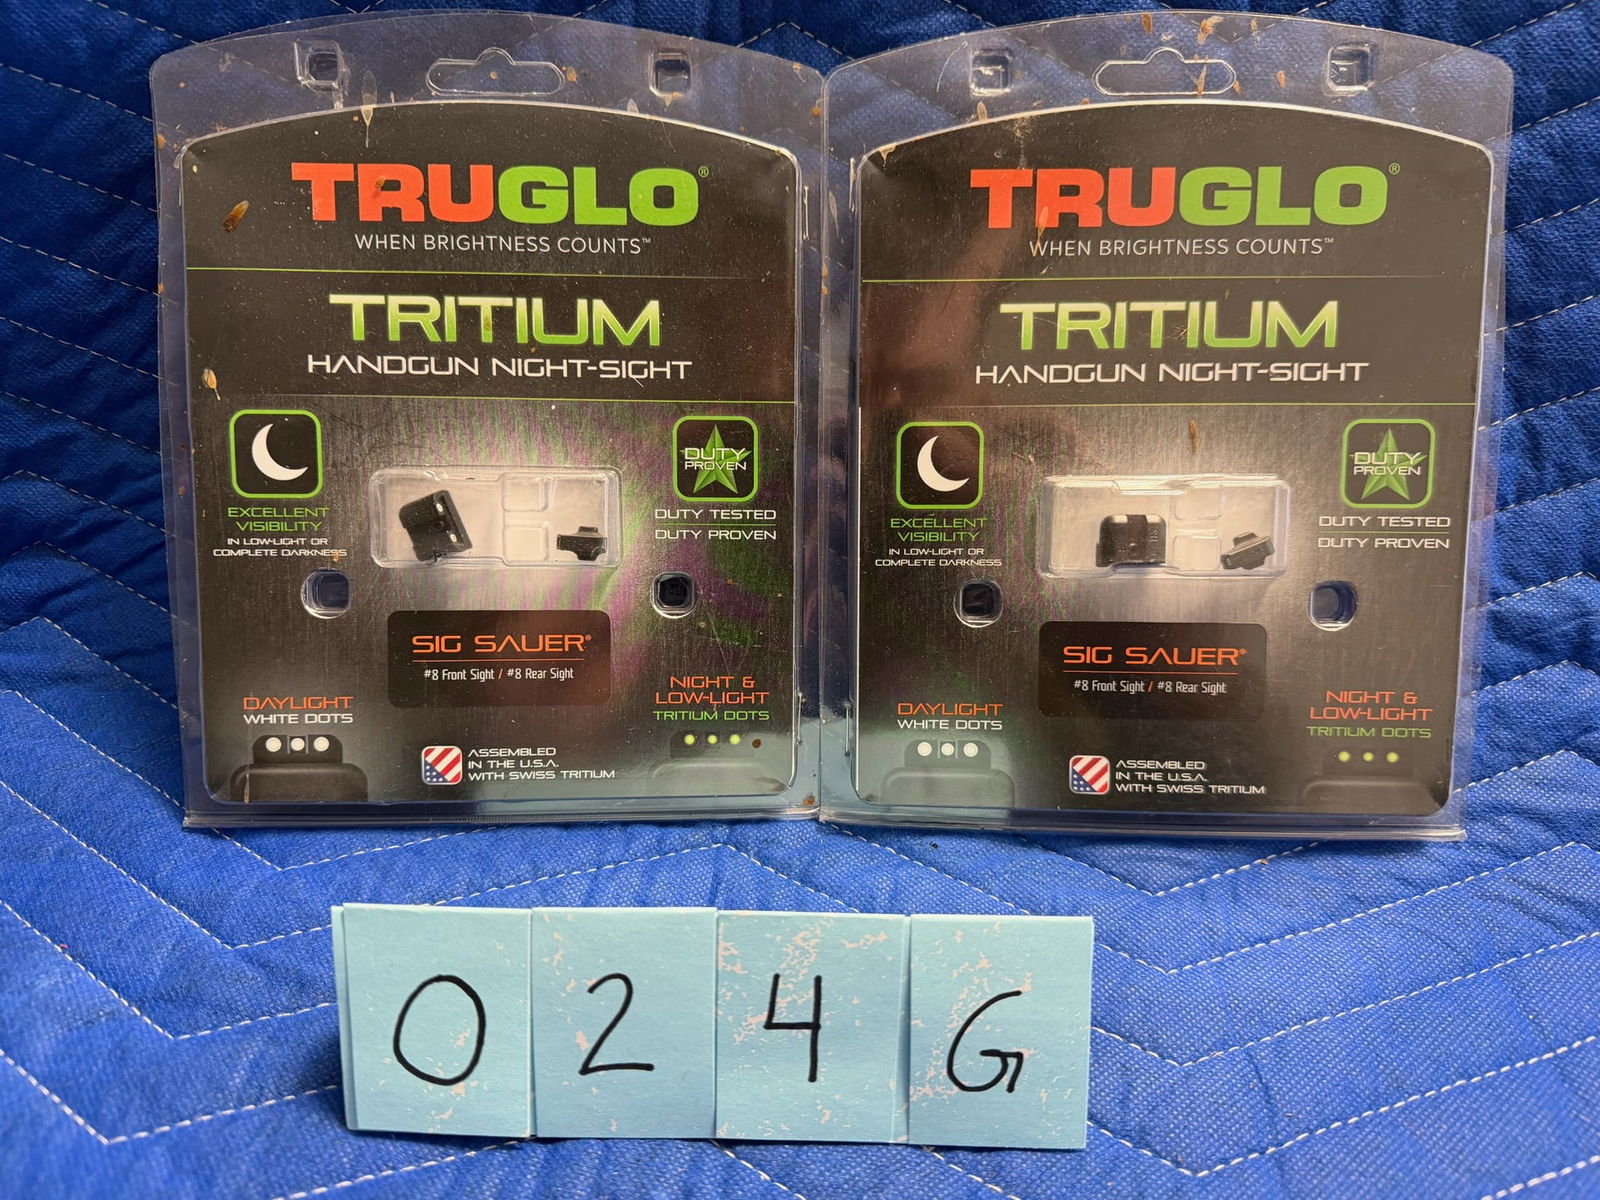 TRUGLO®
WHEN BRIGHTNESS COUNTS™
TRITIUM
HANDGUN NIGHT-SIGHT
EXCELLENT
VISIBILITY
IN LOW-LIGHT OR
COMPLETE DARKNESS
DUTY
PROVEN
DUTY TESTED
DUTY PROVEN
SIG SAUER®
#8 Front Sight / #8 Rear Sight
DAYLIGHT
WHITE DOTS
NIGHT &
LOW-LIGHT
TRITIUM DOTS
ASSEMBLED
IN THE U.S.A.
WITH SWISS TRITIUM
TRUGLO®
WHEN BRIGHTNESS COUNTS™
TRITIUM
HANDGUN NIGHT-SIGHT
EXCELLENT
VISIBILITY
IN LOW-LIGHT OR
COMPLETE DARKNESS
DUTY
PROVEN
DUTY TESTED
DUTY PROVEN
SIG SAUER®
#8 Front Sight / #8 Rear Sight
DAYLIGHT
WHITE DOTS
NIGHT &
LOW-LIGHT
TRITIUM DOTS
ASSEMBLED
IN THE U.S.A.
WITH SWISS TRITIUM
0 2 4 G